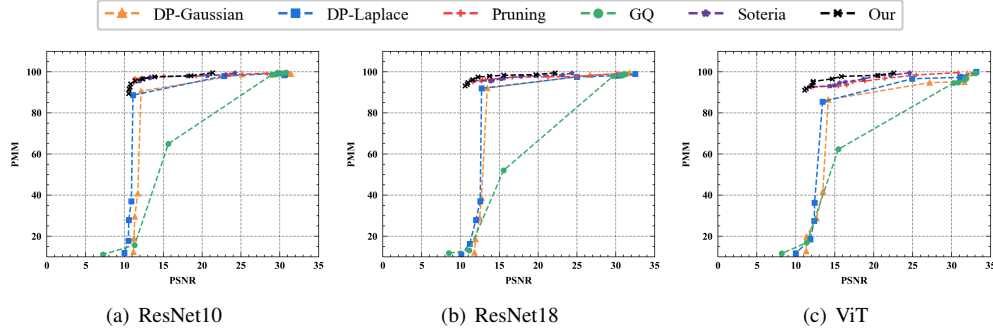 DP-Gaussian DP-Laplace Pruning GQ Soteria Our
100
80
60
40
20
PMM
0 5 10 15 20 25 30 35
PSNR
(a) ResNet10
100
80
60
40
20
PMM
0 5 10 15 20 25 30 35
PSNR
(b) ResNet18
100
80
60
40
20
PMM
0 5 10 15 20 25 30 35
PSNR
(c) ViT